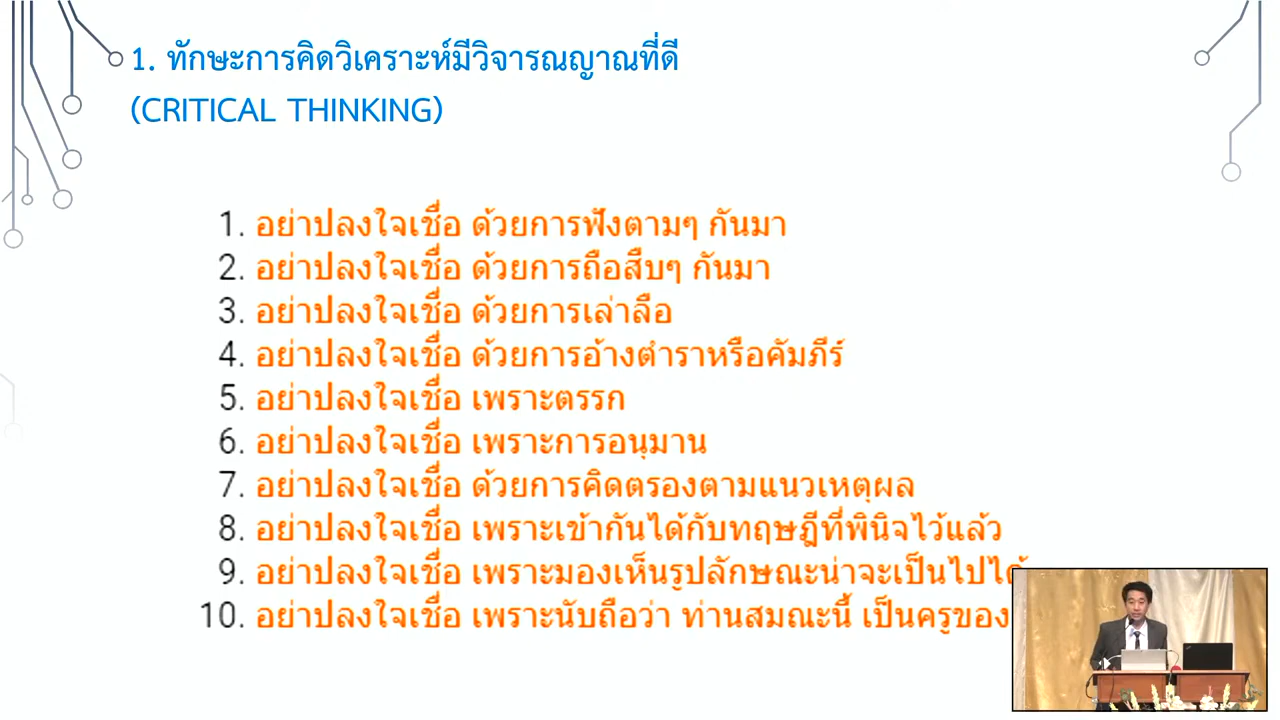 1. ทักษะการคิดวิเคราะห์มีวิจารณญาณที่ดี
(CRITICAL THINKING)
1. อย่าปลงใจเชื่อ ด้วยการฟังตามๆ กันมา
2. อย่าปลงใจเชื่อ ด้วยการถือสืบๆ กันมา
3. อย่าปลงใจเชื่อ ด้วยการเล่าลือ
4. อย่าปลงใจเชื่อ ด้วยการอ้างตำราหรือคัมภีร์
5. อย่าปลงใจเชื่อ เพราะตรรก
6. อย่าปลงใจเชื่อ เพราะการอนุมาน
7. อย่าปลงใจเชื่อ ด้วยการคิดตรองตามแนวเหตุผล
8. อย่าปลงใจเชื่อ เพราะเข้ากันได้กับทฤษฎีที่พินิจไว้แล้ว
9. อย่าปลงใจเชื่อ เพราะมองเห็นรูปลักษณะน่าจะเป็นไปได้
10. อย่าปลงใจเชื่อ เพราะนับถือว่า ท่านสมณะนี้ เป็นครูของ